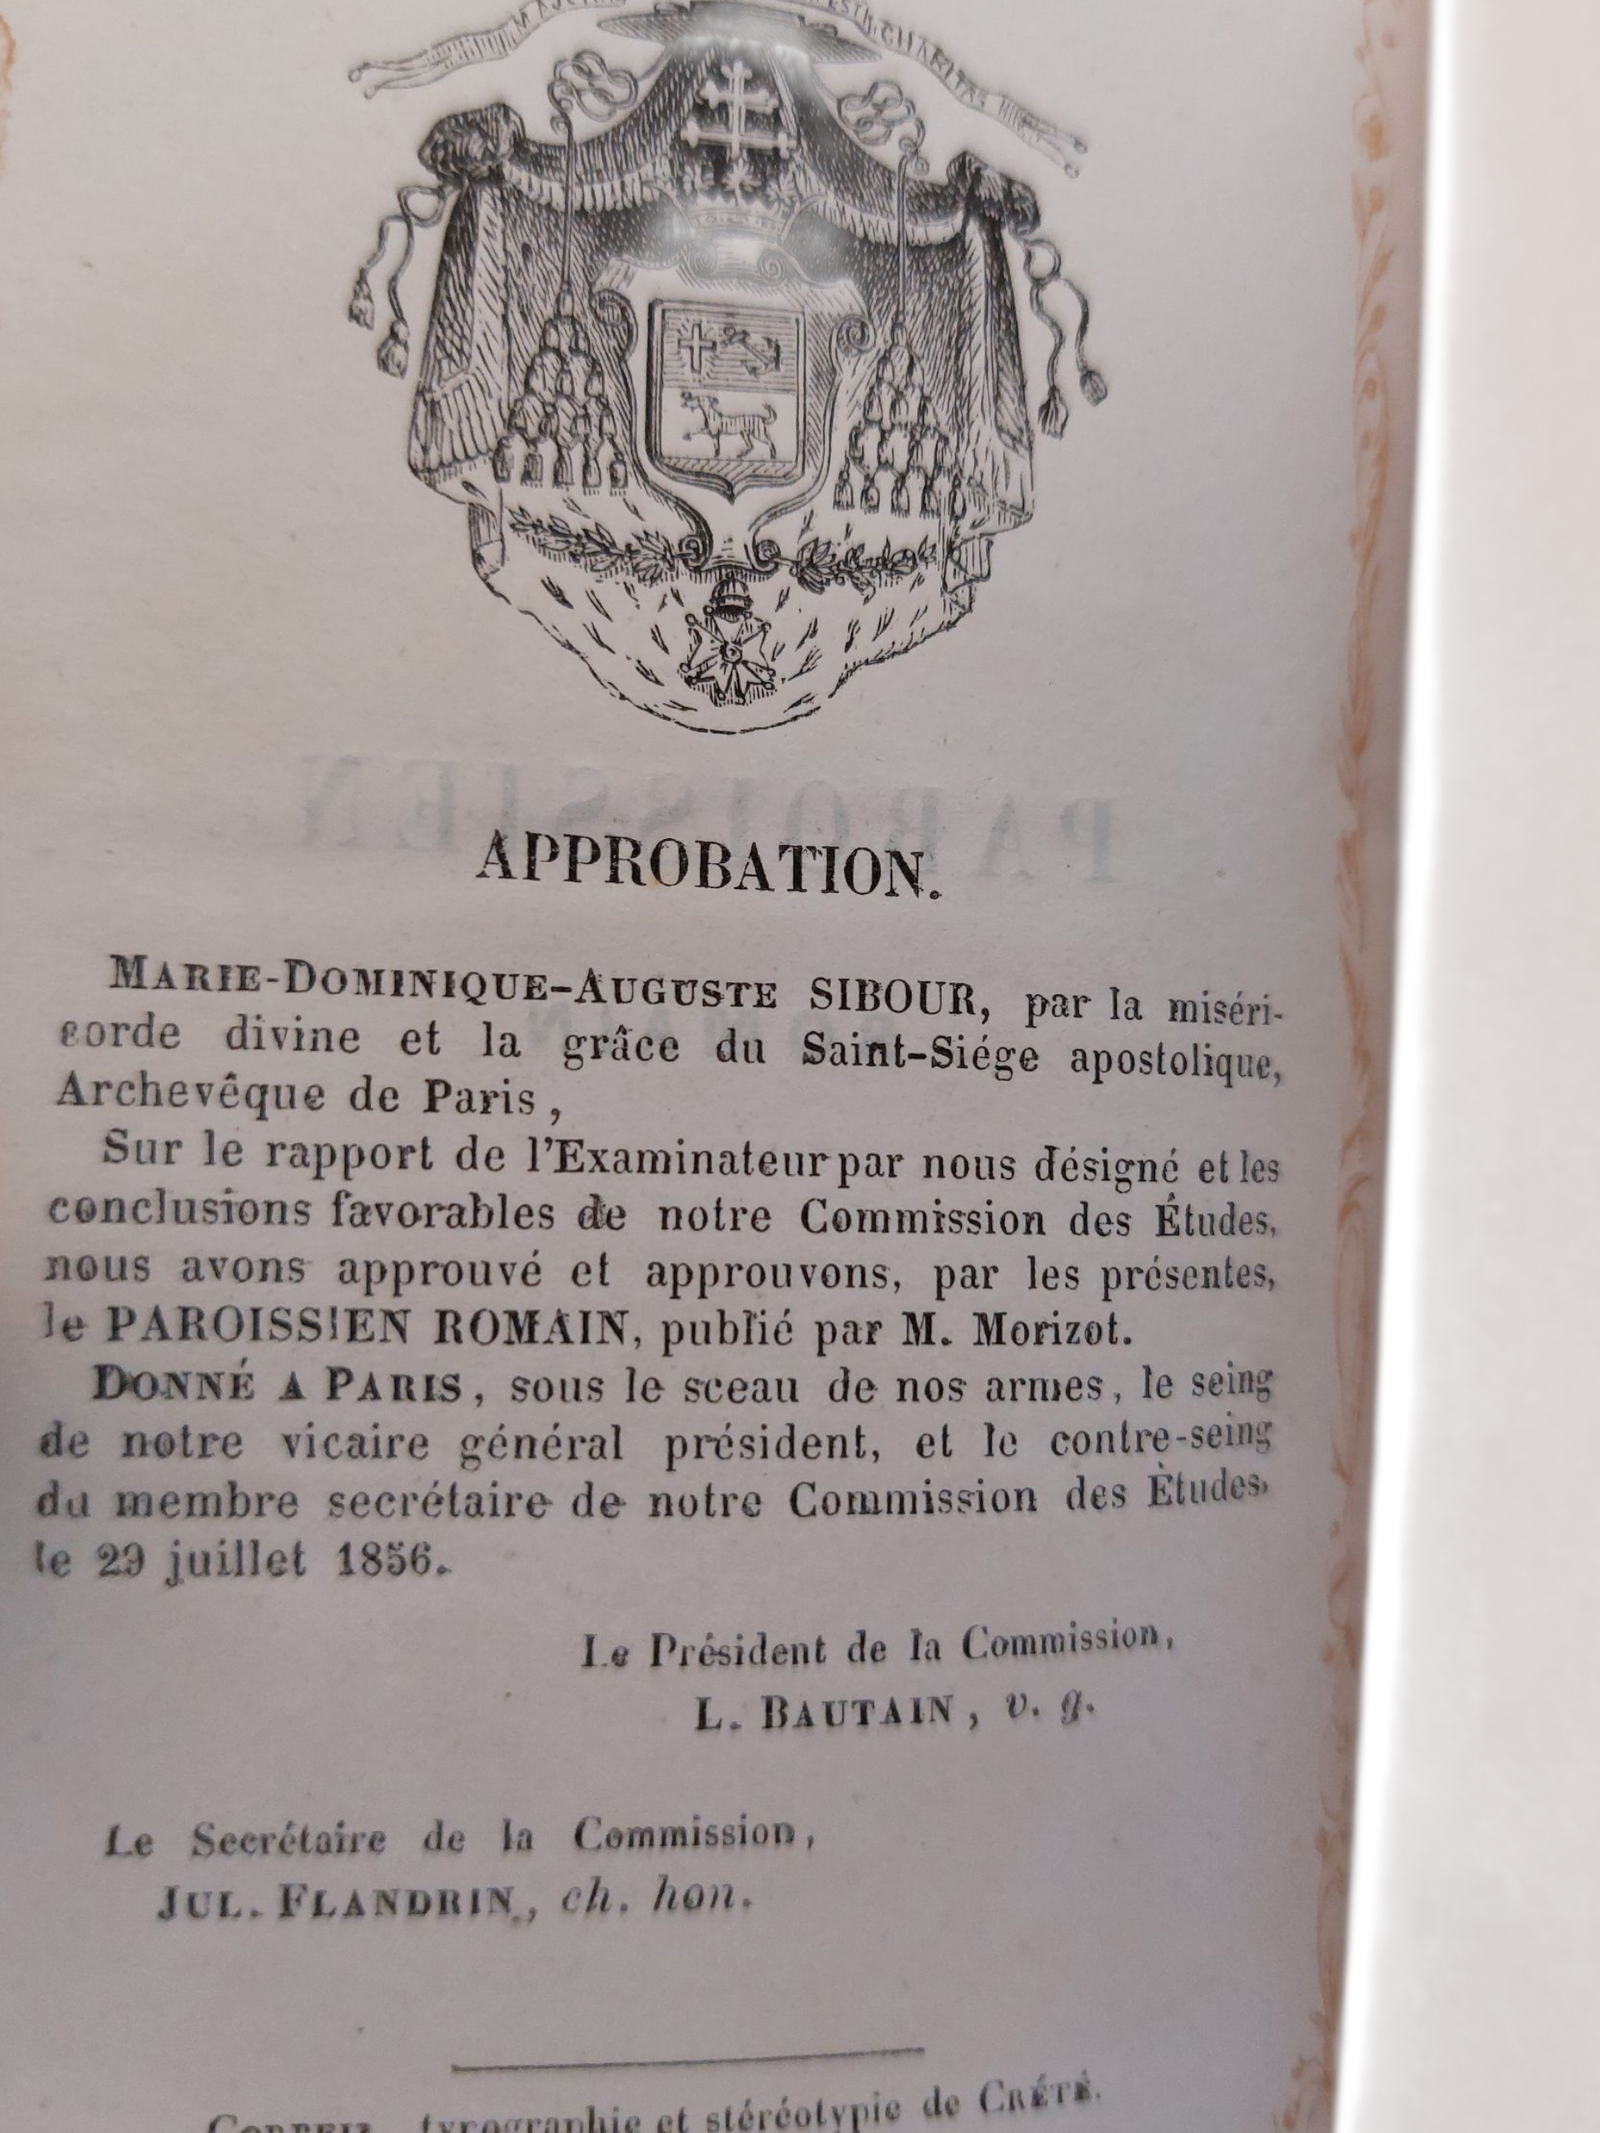 EST CHARITAS
APPROBATION.
MARIE-DOMINIQUE-AUGUSTE SIBOUR, par la miséri-
corde divine et la grâce du Saint-Siége apostolique,
Archevêque de Paris,
Sur le rapport de l'Examinateur par nous désigné et les
conclusions favorables de notre Commission des Études,
nous avons approuvé et approuvons, par les présentes,
le PAROISSIEN ROMAIN, publié par M. Morizot.
DONNÉ A PARIS, sous le sceau de nos armes, le seing
de notre vicaire général président, et le contre-seing
du membre secrétaire de notre Commission des Études,
le 29 juillet 1856.
Le Président de la Commission,
L. BAUTAIN, v. g.
Le Secrétaire de la Commission,
JUL. FLANDRIN, ch. hon.
CORBEIL, typographie et stéréotypie de CRÉTÉ.